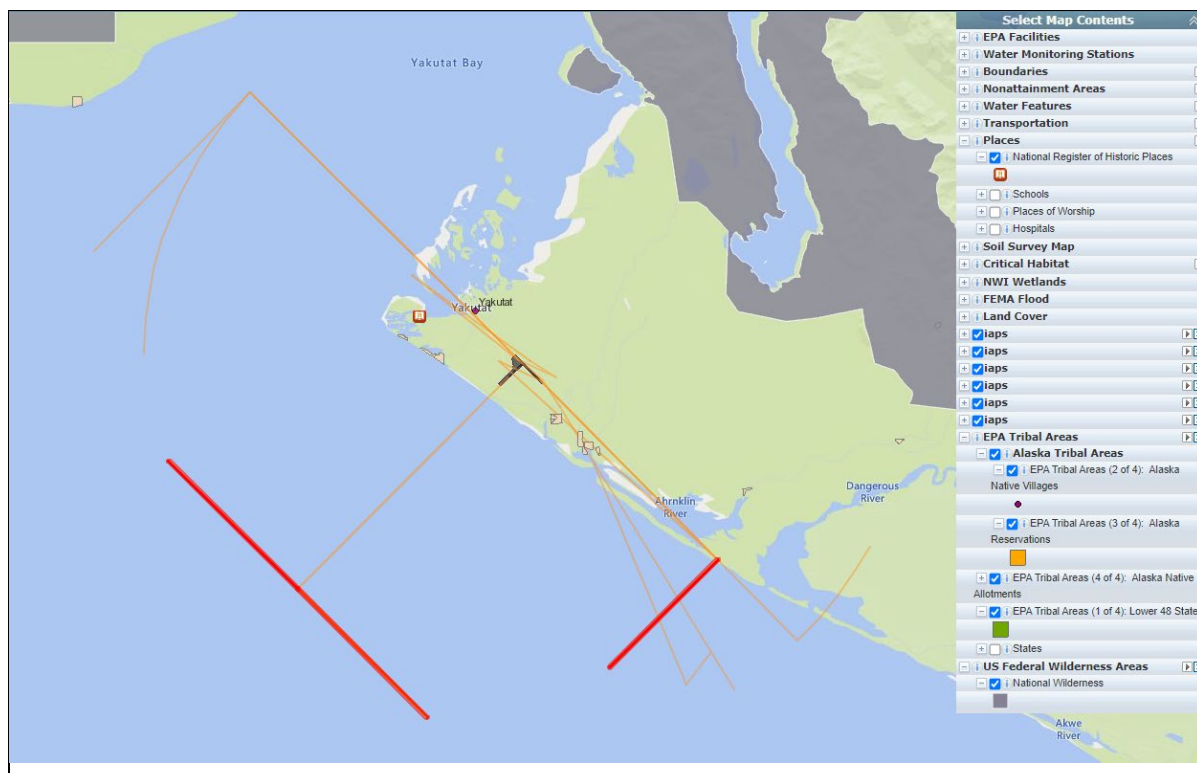 Yakutat Bay
Yakutat
Yakutat
Ahrnklin
River
Dangerous
River
Akwe
River
Select Map Contents
EPA Facilities
Water Monitoring Stations
Boundaries
Nonattainment Areas
Water Features
Transportation
Places
National Register of Historic Places
Schools
Places of Worship
Hospitals
Soil Survey Map
Critical Habitat
NWI Wetlands
FEMA Flood
Land Cover
iaps
iaps
iaps
iaps
iaps
iaps
EPA Tribal Areas
Alaska Tribal Areas
EPA Tribal Areas (2 of 4): Alaska
Native Villages
EPA Tribal Areas (3 of 4): Alaska
Reservations
EPA Tribal Areas (4 of 4): Alaska Native
Allotments
EPA Tribal Areas (1 of 4): Lower 48 State
States
US Federal Wilderness Areas
National Wilderness